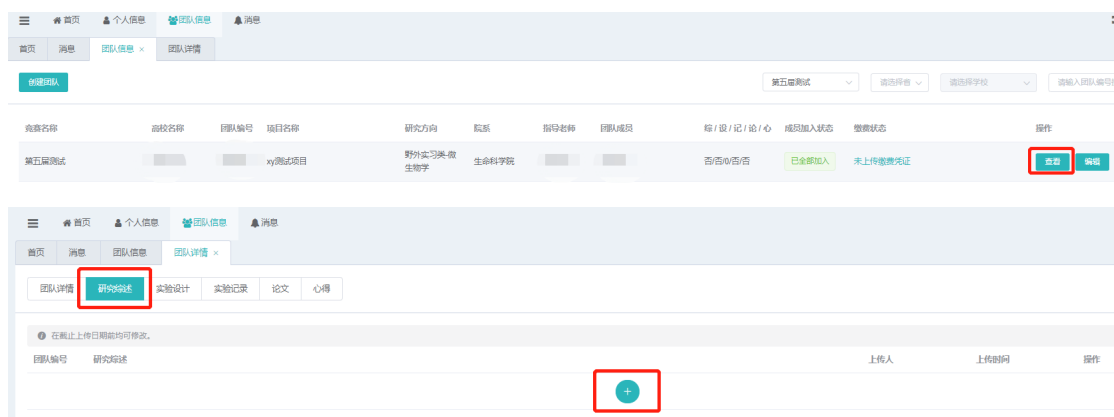 首页 个人信息 团队信息 消息
首页 消息 团队信息 × 团队详情
创建团队 第五届测试 请选择省 请选择学校 请输入团队编号
竞赛名称 高校名称 团队编号 项目名称 研究方向 院系 指导老师 团队成员 综/设/记/论/心 成员加入状态 缴费状态 操作
第五届测试 xy测试项目 野外实习类-微 生命科学院 否/否/0/否/否 已全部加入 未上传缴费凭证 查看 编辑
生物学
首页 个人信息 团队信息 消息
首页 消息 团队信息 团队详情 ×
团队详情 研究综述 实验设计 实验记录 论文 心得
在截止上传日期前均可修改。
团队编号 研究综述 上传人 上传时间 操作
+